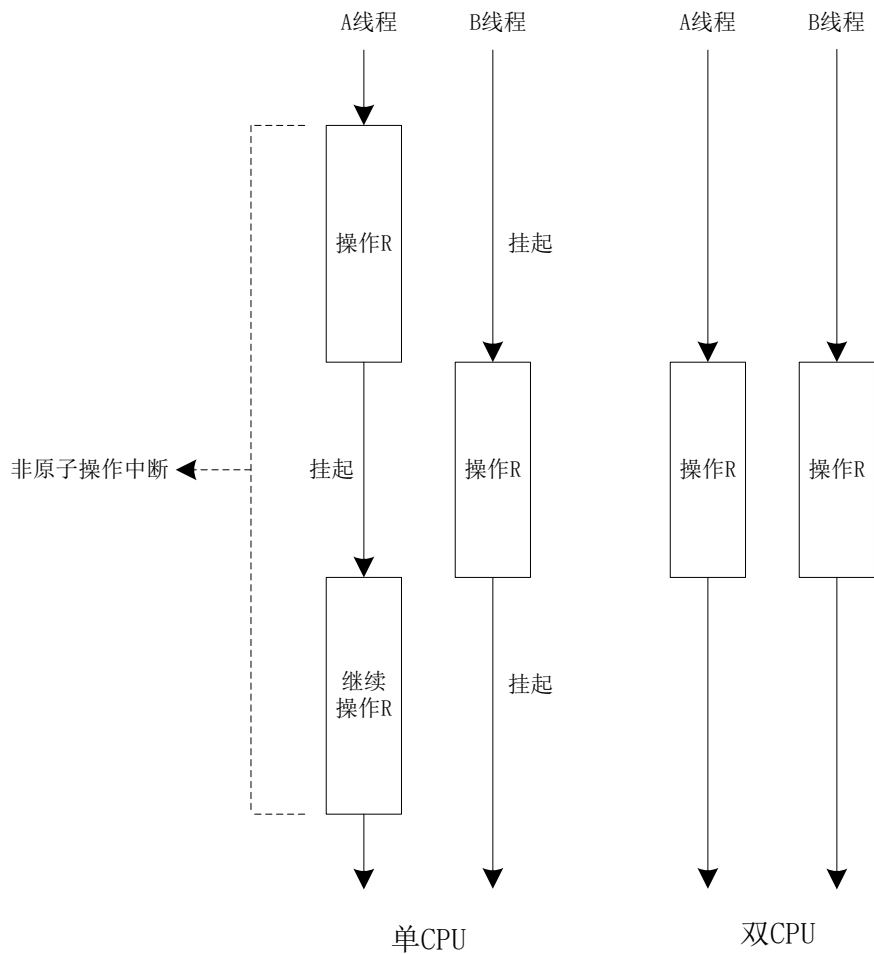 A线程 B线程 A线程 B线程
操作R 挂起
非原子操作中断 挂起 操作R 操作R 操作R
继续
操作R
挂起
单CPU 双CPU